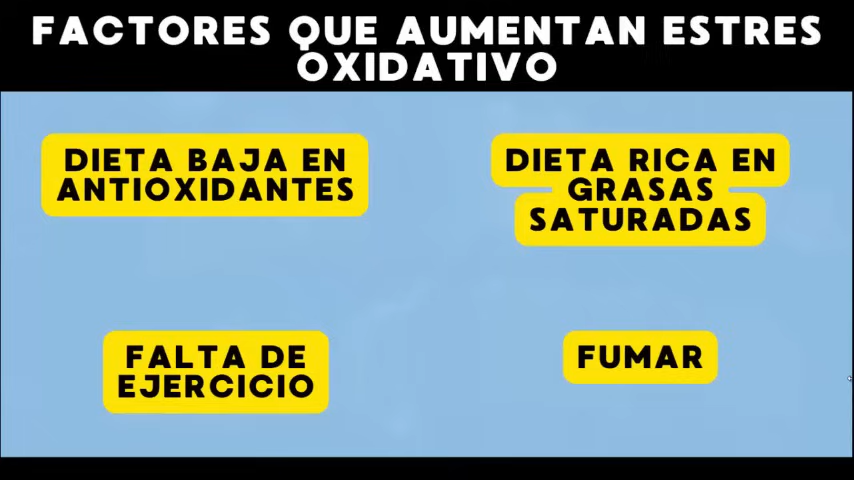 FACTORES QUE AUMENTAN ESTRES
OXIDATIVO
DIETA BAJA EN
ANTIOXIDANTES
DIETA RICA EN
GRASAS
SATURADAS
FALTA DE
EJERCICIO
FUMAR